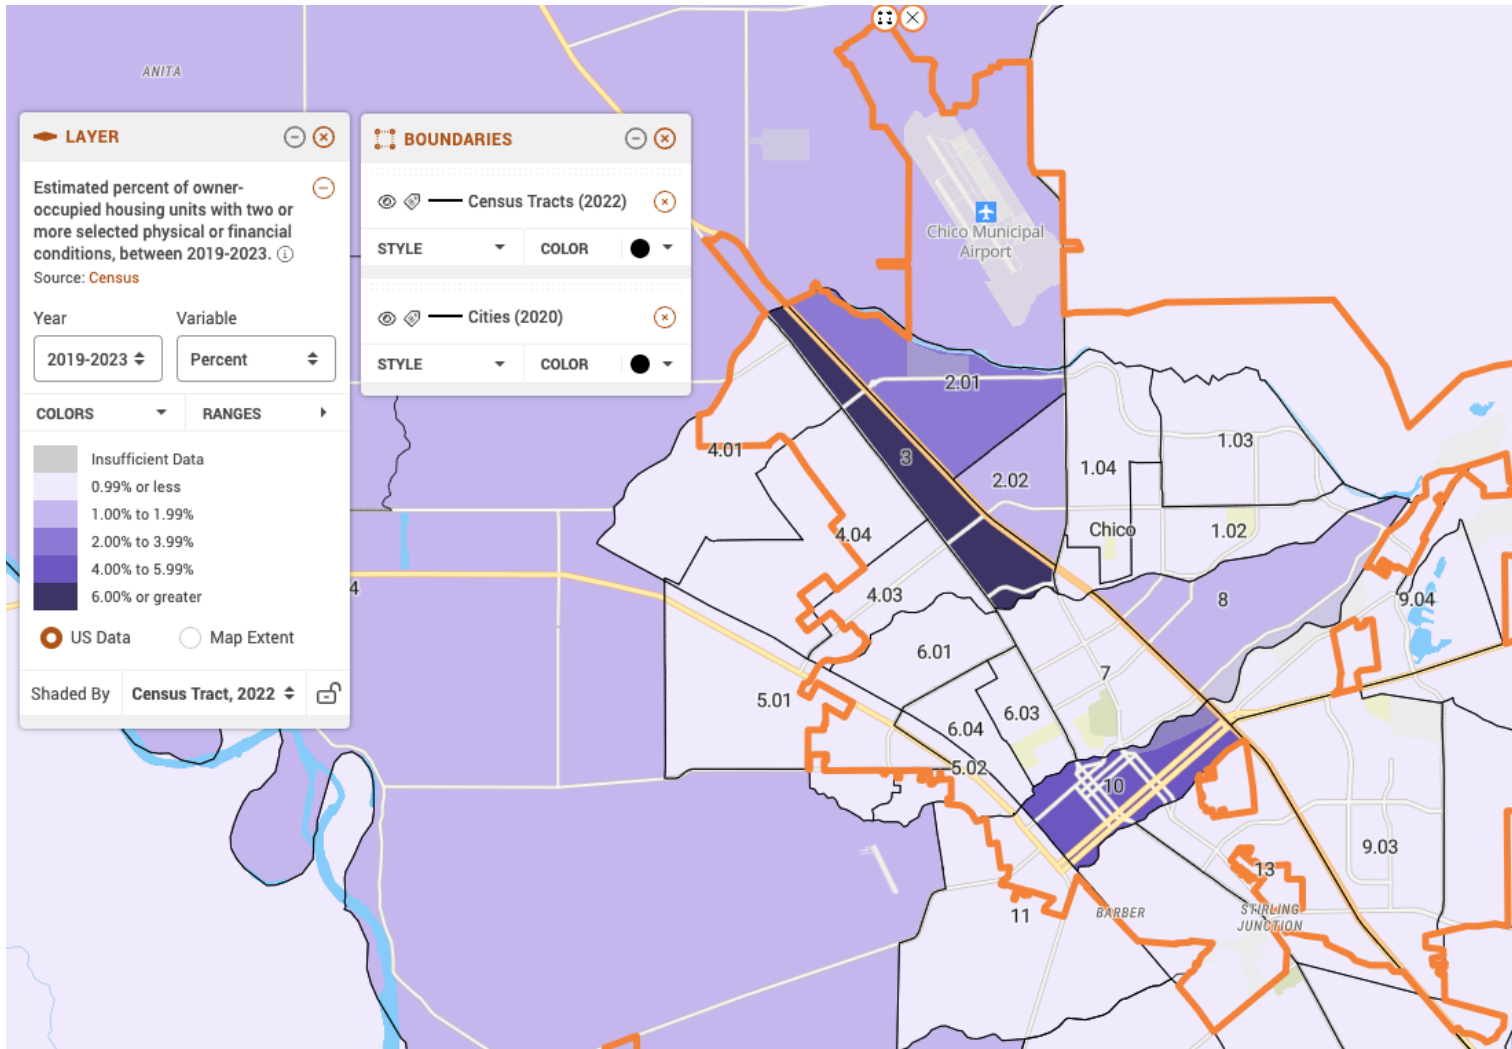 ANITA
LAYER
Estimated percent of owner-
occupied housing units with two or
more selected physical or financial
conditions, between 2019-2023.
Source: Census
Year
Variable
2019-2023
Percent
COLORS
RANGES
Insufficient Data
0.99% or less
1.00% to 1.99%
2.00% to 3.99%
4.00% to 5.99%
6.00% or greater
US Data
Map Extent
Shaded By
Census Tract, 2022
BOUNDARIES
Census Tracts (2022)
STYLE
COLOR
Cities (2020)
STYLE
COLOR
Chico Municipal
Airport
2.01
4.01
3
2.02
1.04
1.03
4.04
Chico
1.02
4
4.03
8
9.04
6.01
7
5.01
6.03
6.04
5.02
10
9.03
13
11
BARBER
STIRLING
JUNCTION